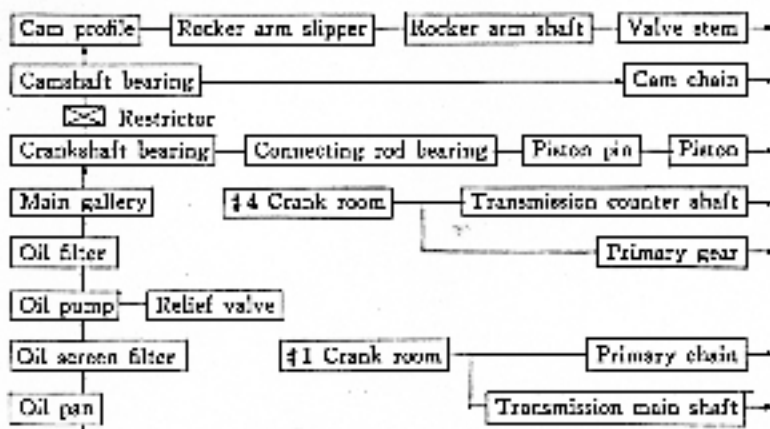 Cam profile Rocker arm slipper Rocker arm shaft Valve stem
Camshaft bearing Cam chain
Restrictor
Crankshaft bearing Connecting rod bearing Piston pin Piston
Main gallery #4 Crank room Transmission counter shaft
Oil filter Primary gear
Oil pump Relief valve
Oil screen filter #1 Crank room Primary chain
Oil pan Transmission main shaft